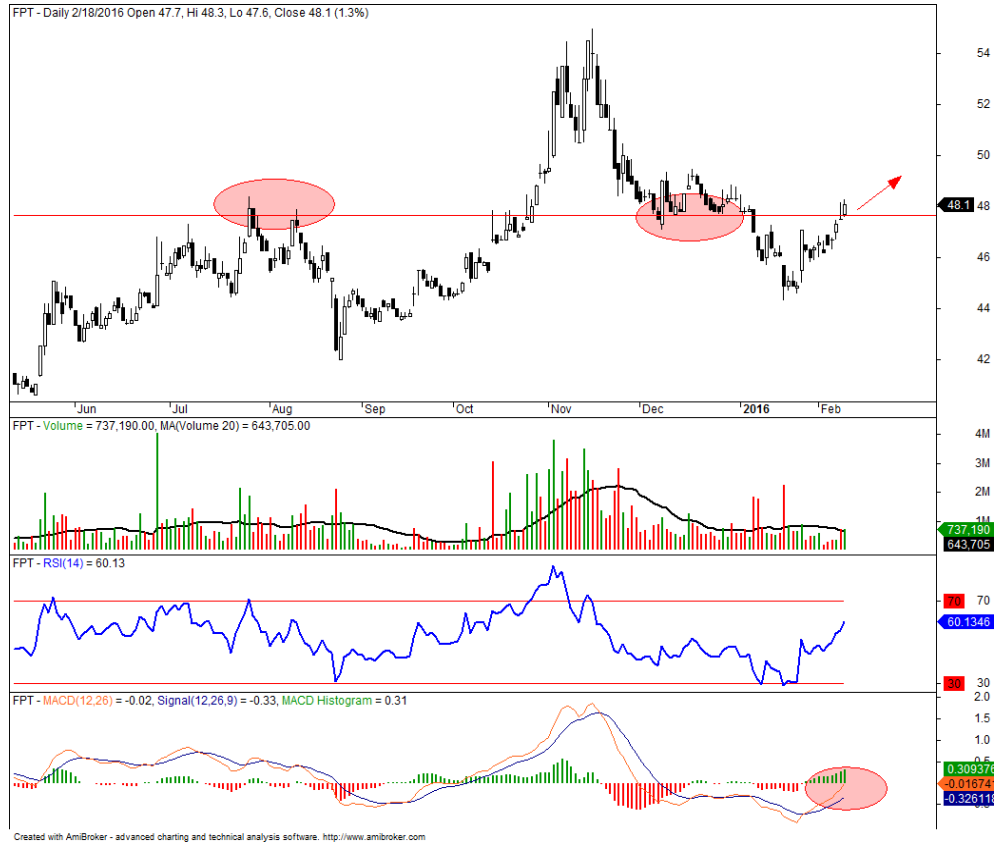 FPT - Daily 2/18/2016 Open 47.7, Hi 48.3, Lo 47.6, Close 48.1 (1.3%)
54
52
50
48.1
48
46
44
42
Jun Jul Aug Sep Oct Nov Dec 2016 Feb
FPT - Volume = 737,190.00, MA(Volume 20) = 643,705.00
4M
3M
2M
1M
737,190
643,705
FPT - RSI(14) = 60.13
70 70
60.1346
30 30
FPT - MACD(12,26) = -0.02, Signal(12,26,9) = -0.33, MACD Histogram = 0.31
2.0
1.5
1.0
0.309376
-0.01674
-0.326118
Created with AmiBroker - advanced charting and technical analysis software. http://www.amibroker.com